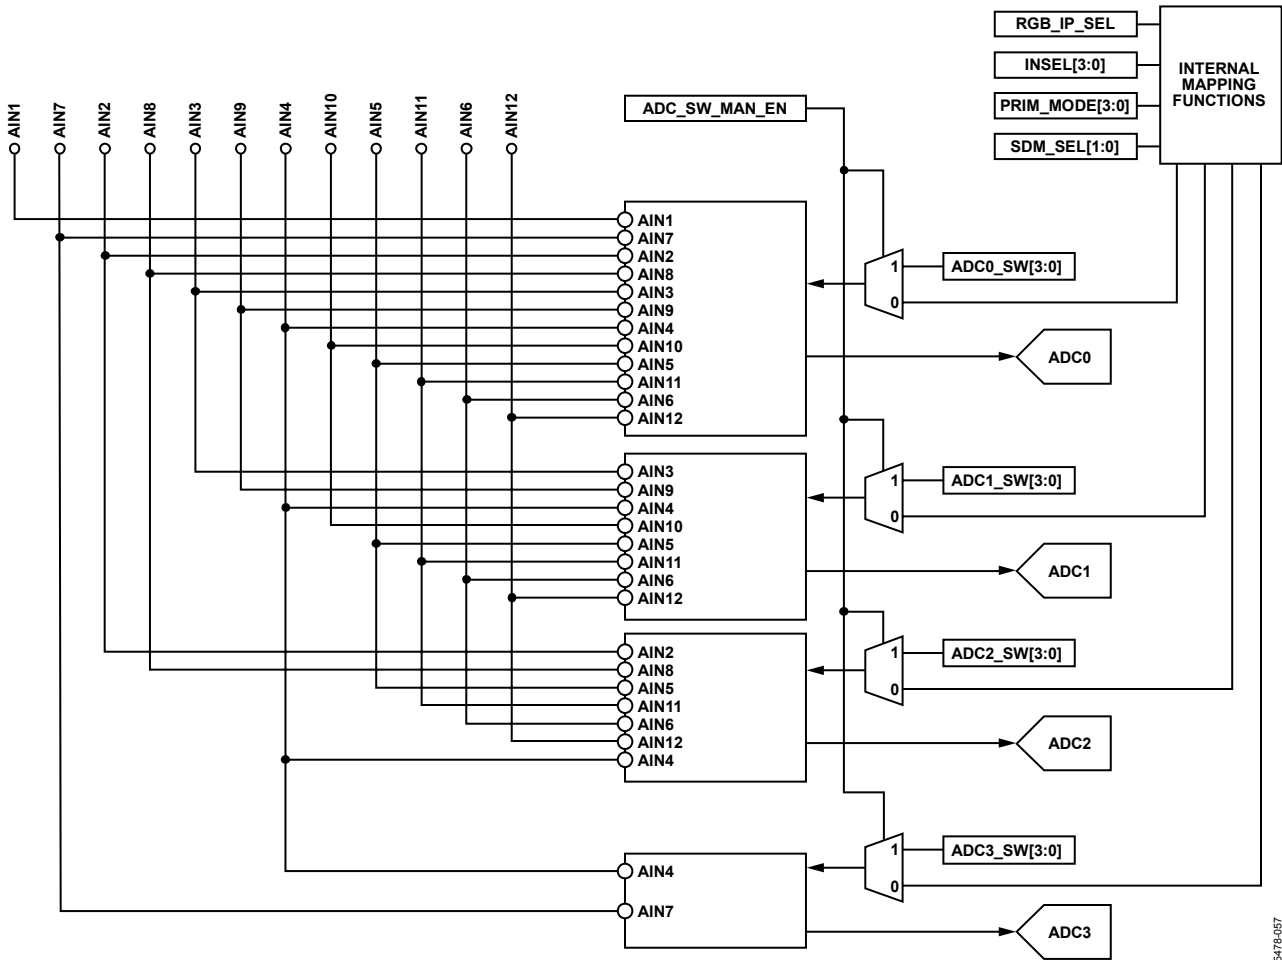 RGB_IP_SEL
INSEL[3:0]
PRIM_MODE[3:0]
SDM_SEL[1:0]
INTERNAL
MAPPING
FUNCTIONS
AIN1
AIN7
AIN2
AIN8
AIN3
AIN9
AIN4
AIN10
AIN5
AIN11
AIN6
AIN12
ADC_SW_MAN_EN
AIN1
AIN7
AIN2
AIN8
AIN3
AIN9
AIN4
AIN10
AIN5
AIN11
AIN6
AIN12
1
0
ADC0_SW[3:0]
ADC0
AIN3
AIN9
AIN4
AIN10
AIN5
AIN11
AIN6
AIN12
1
0
ADC1_SW[3:0]
ADC1
AIN2
AIN8
AIN5
AIN11
AIN6
AIN12
AIN4
1
0
ADC2_SW[3:0]
ADC2
AIN4
AIN7
1
0
ADC3_SW[3:0]
ADC3